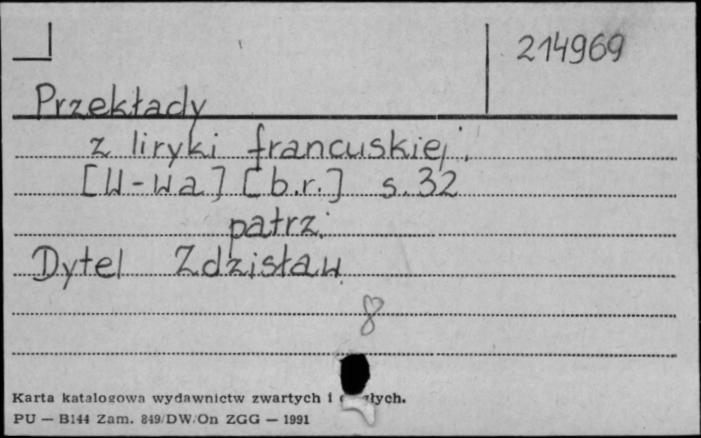 214969
Przekłady
z liryki francuskiej.
[W-wa] [b.r.] s. 32
patrz:
Dytel Zdzisław
8
Karta katalogowa wydawnictw zwartych i
PU — B144 Zam. 849/DW/On ZGG — 1991